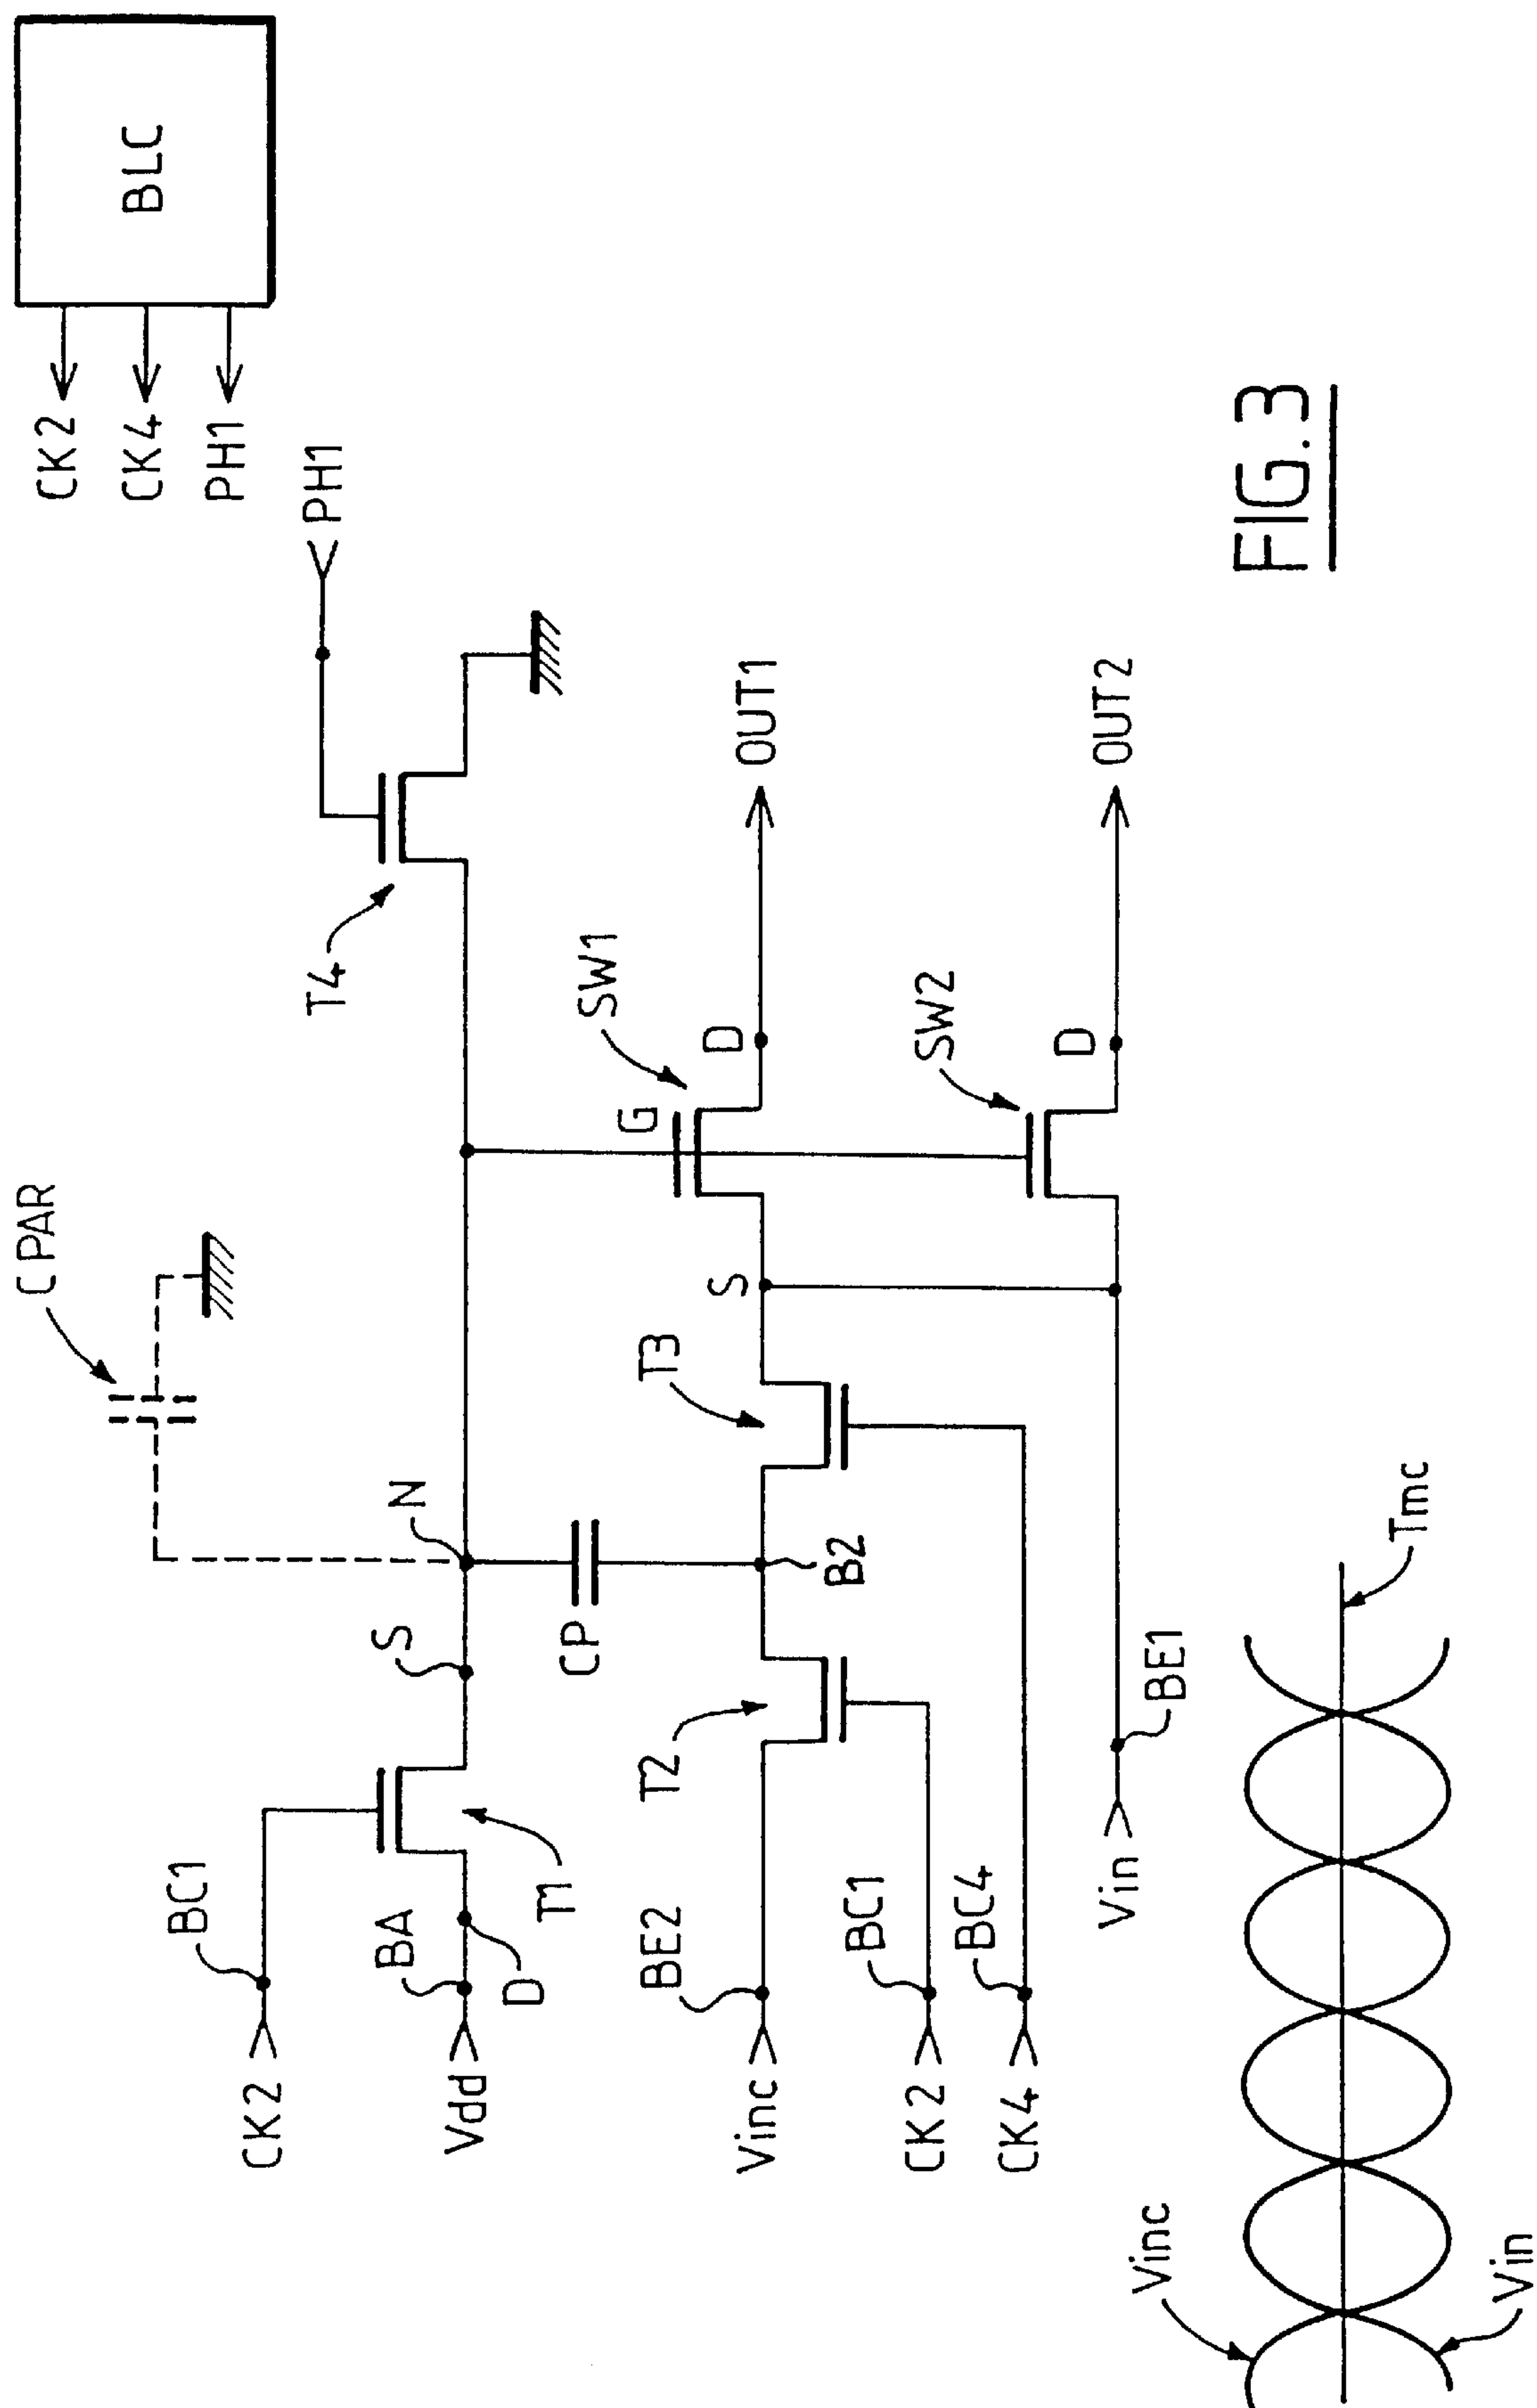 CK2
CK4
PH1
BLC
CPAR
PH1
T4
BC1
CK2
BA
Vdd
D
T1
S
N
CP
SW1
G
D
OUT1
S
T3
B2
T2
BE2
Vinc
BC1
CK2
BC4
CK4
SW2
D
OUT2
BE1
Vin
Vinc
Vin
Tmc
FIG.3